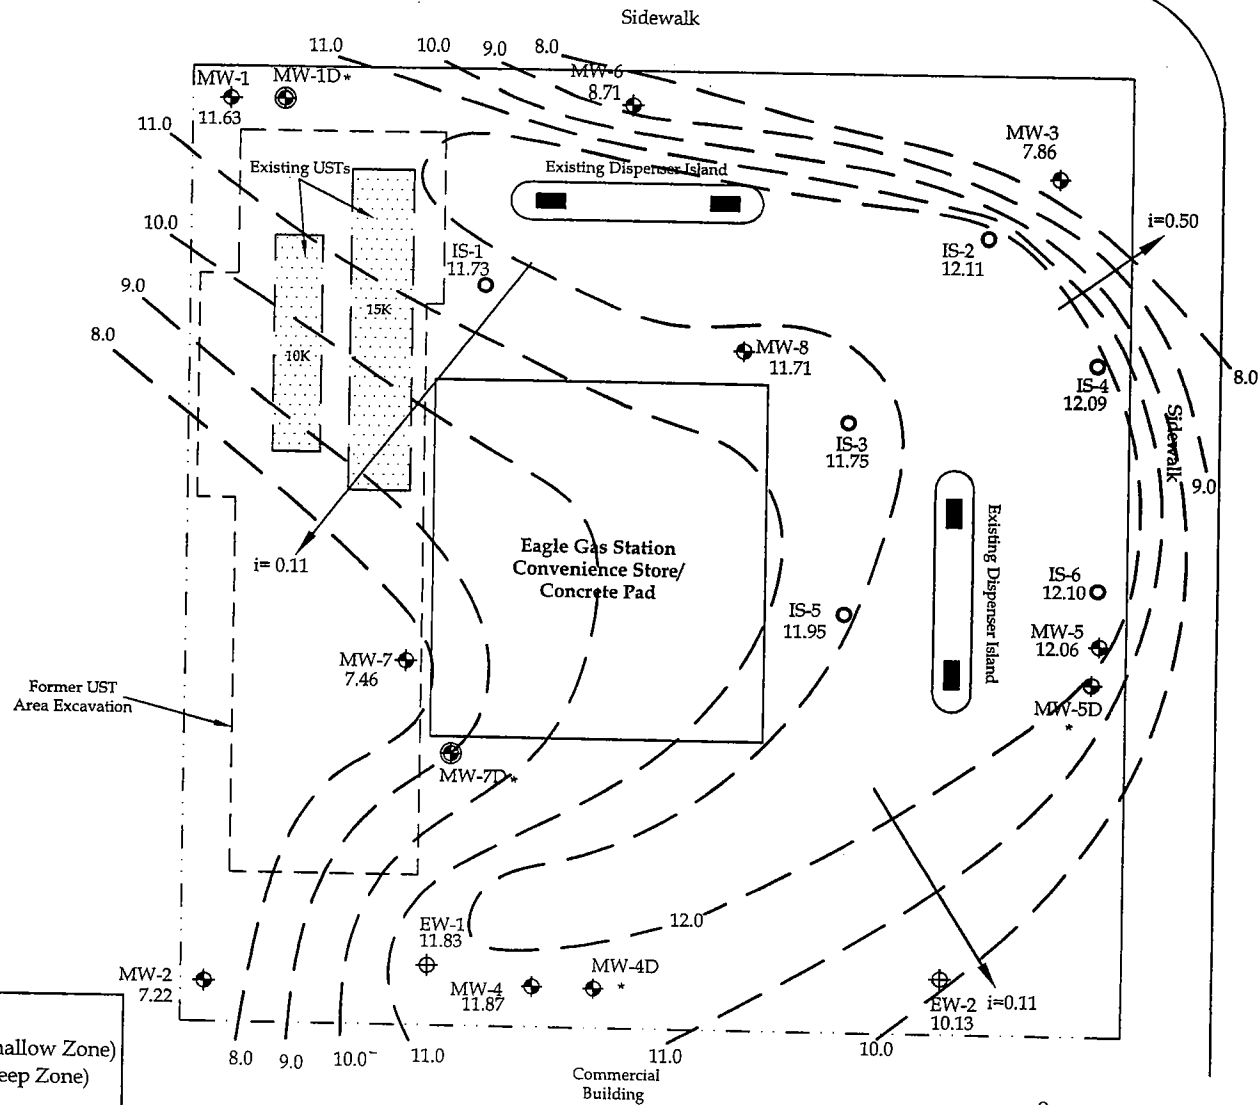 Sidewalk
11.0
10.0
9.0
8.0
MW-1
11.63
MW-1D*
MW-6
8.71
MW-3
7.86
11.0
Existing USTs
Existing Dispenser Island
10.0
IS-1
11.73
IS-2
12.11
i=0.50
9.0
15K
8.0
10K
MW-8
11.71
IS-4
12.09
8.0
IS-3
11.75
Sidewalk
9.0
i= 0.11
Eagle Gas Station
Convenience Store/
Concrete Pad
Existing Dispenser Island
IS-6
12.10
IS-5
11.95
MW-5
12.06
MW-7
7.46
Former UST
Area Excavation
MW-5D
*
MW-7D*
EW-1
11.83
12.0
MW-2
7.22
MW-4
11.87
MW-4D
*
EW-2
10.13
i=0.11
8.0
9.0
10.0
11.0
11.0
10.0
Commercial
Building
hallow Zone)
eep Zone)